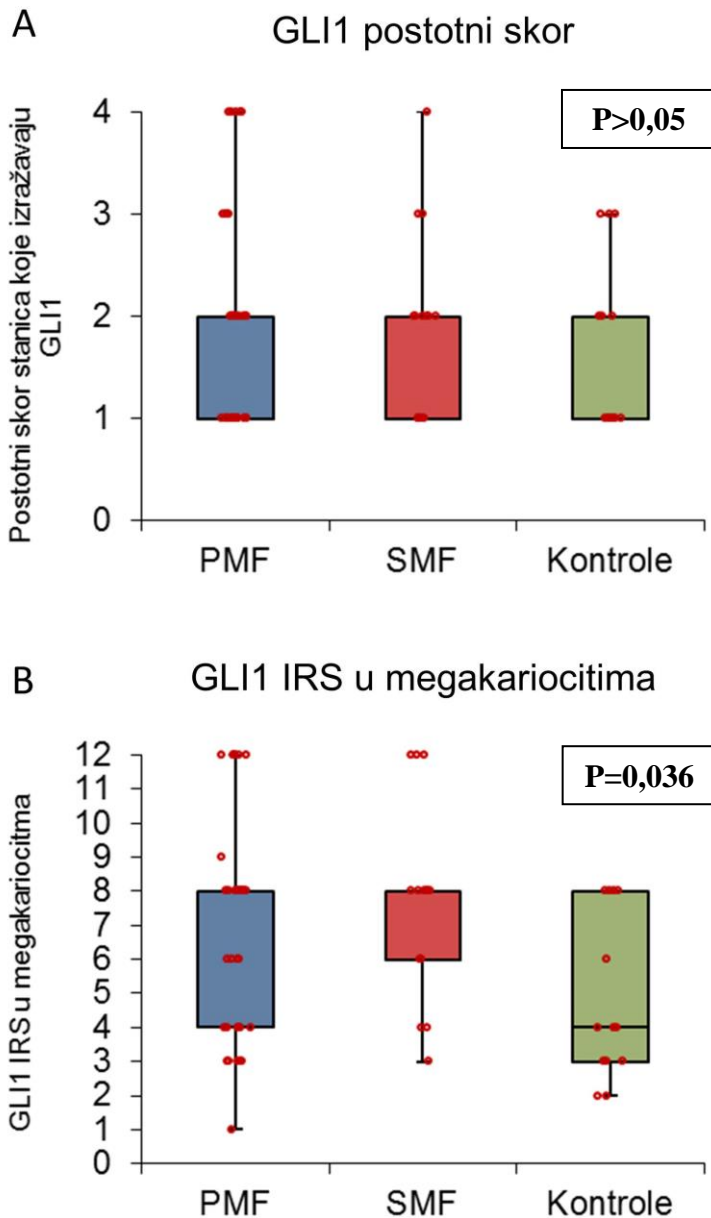 A
GLI1 postotni skor
P>0,05
Postotni skor stanica koje izražavaju
GLI1
4
3
2
1
0
PMF
SMF
Kontrole
B
GLI1 IRS u megakariocitima
P=0,036
GLI1 IRS u megakariocitma
12
11
10
9
8
7
6
5
4
3
2
1
0
PMF
SMF
Kontrole